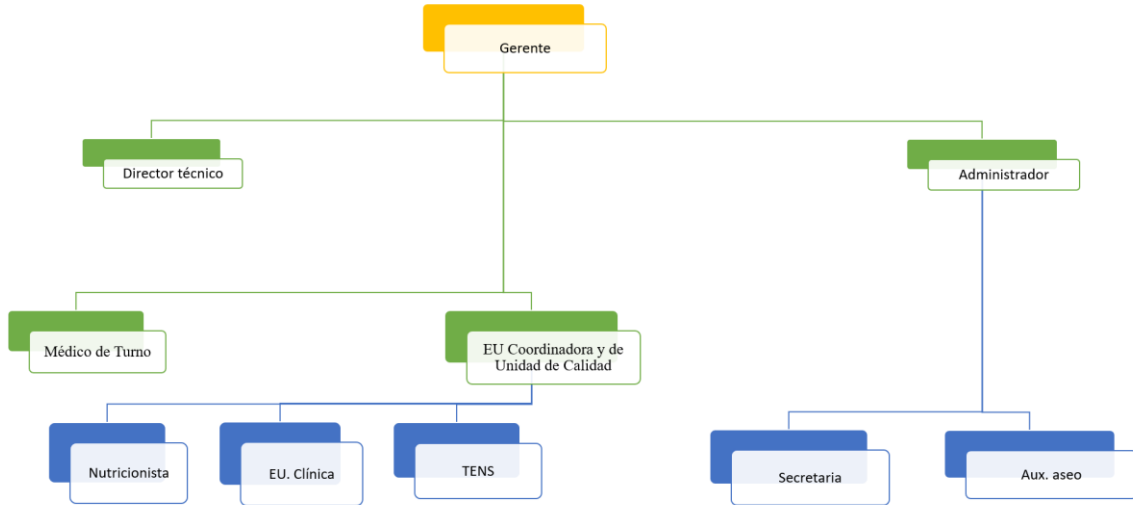 Gerente
Director técnico
Administrador
Médico de Turno
EU Coordinadora y de
Unidad de Calidad
Nutricionista
EU. Clínica
TENS
Secretaria
Aux. aseo